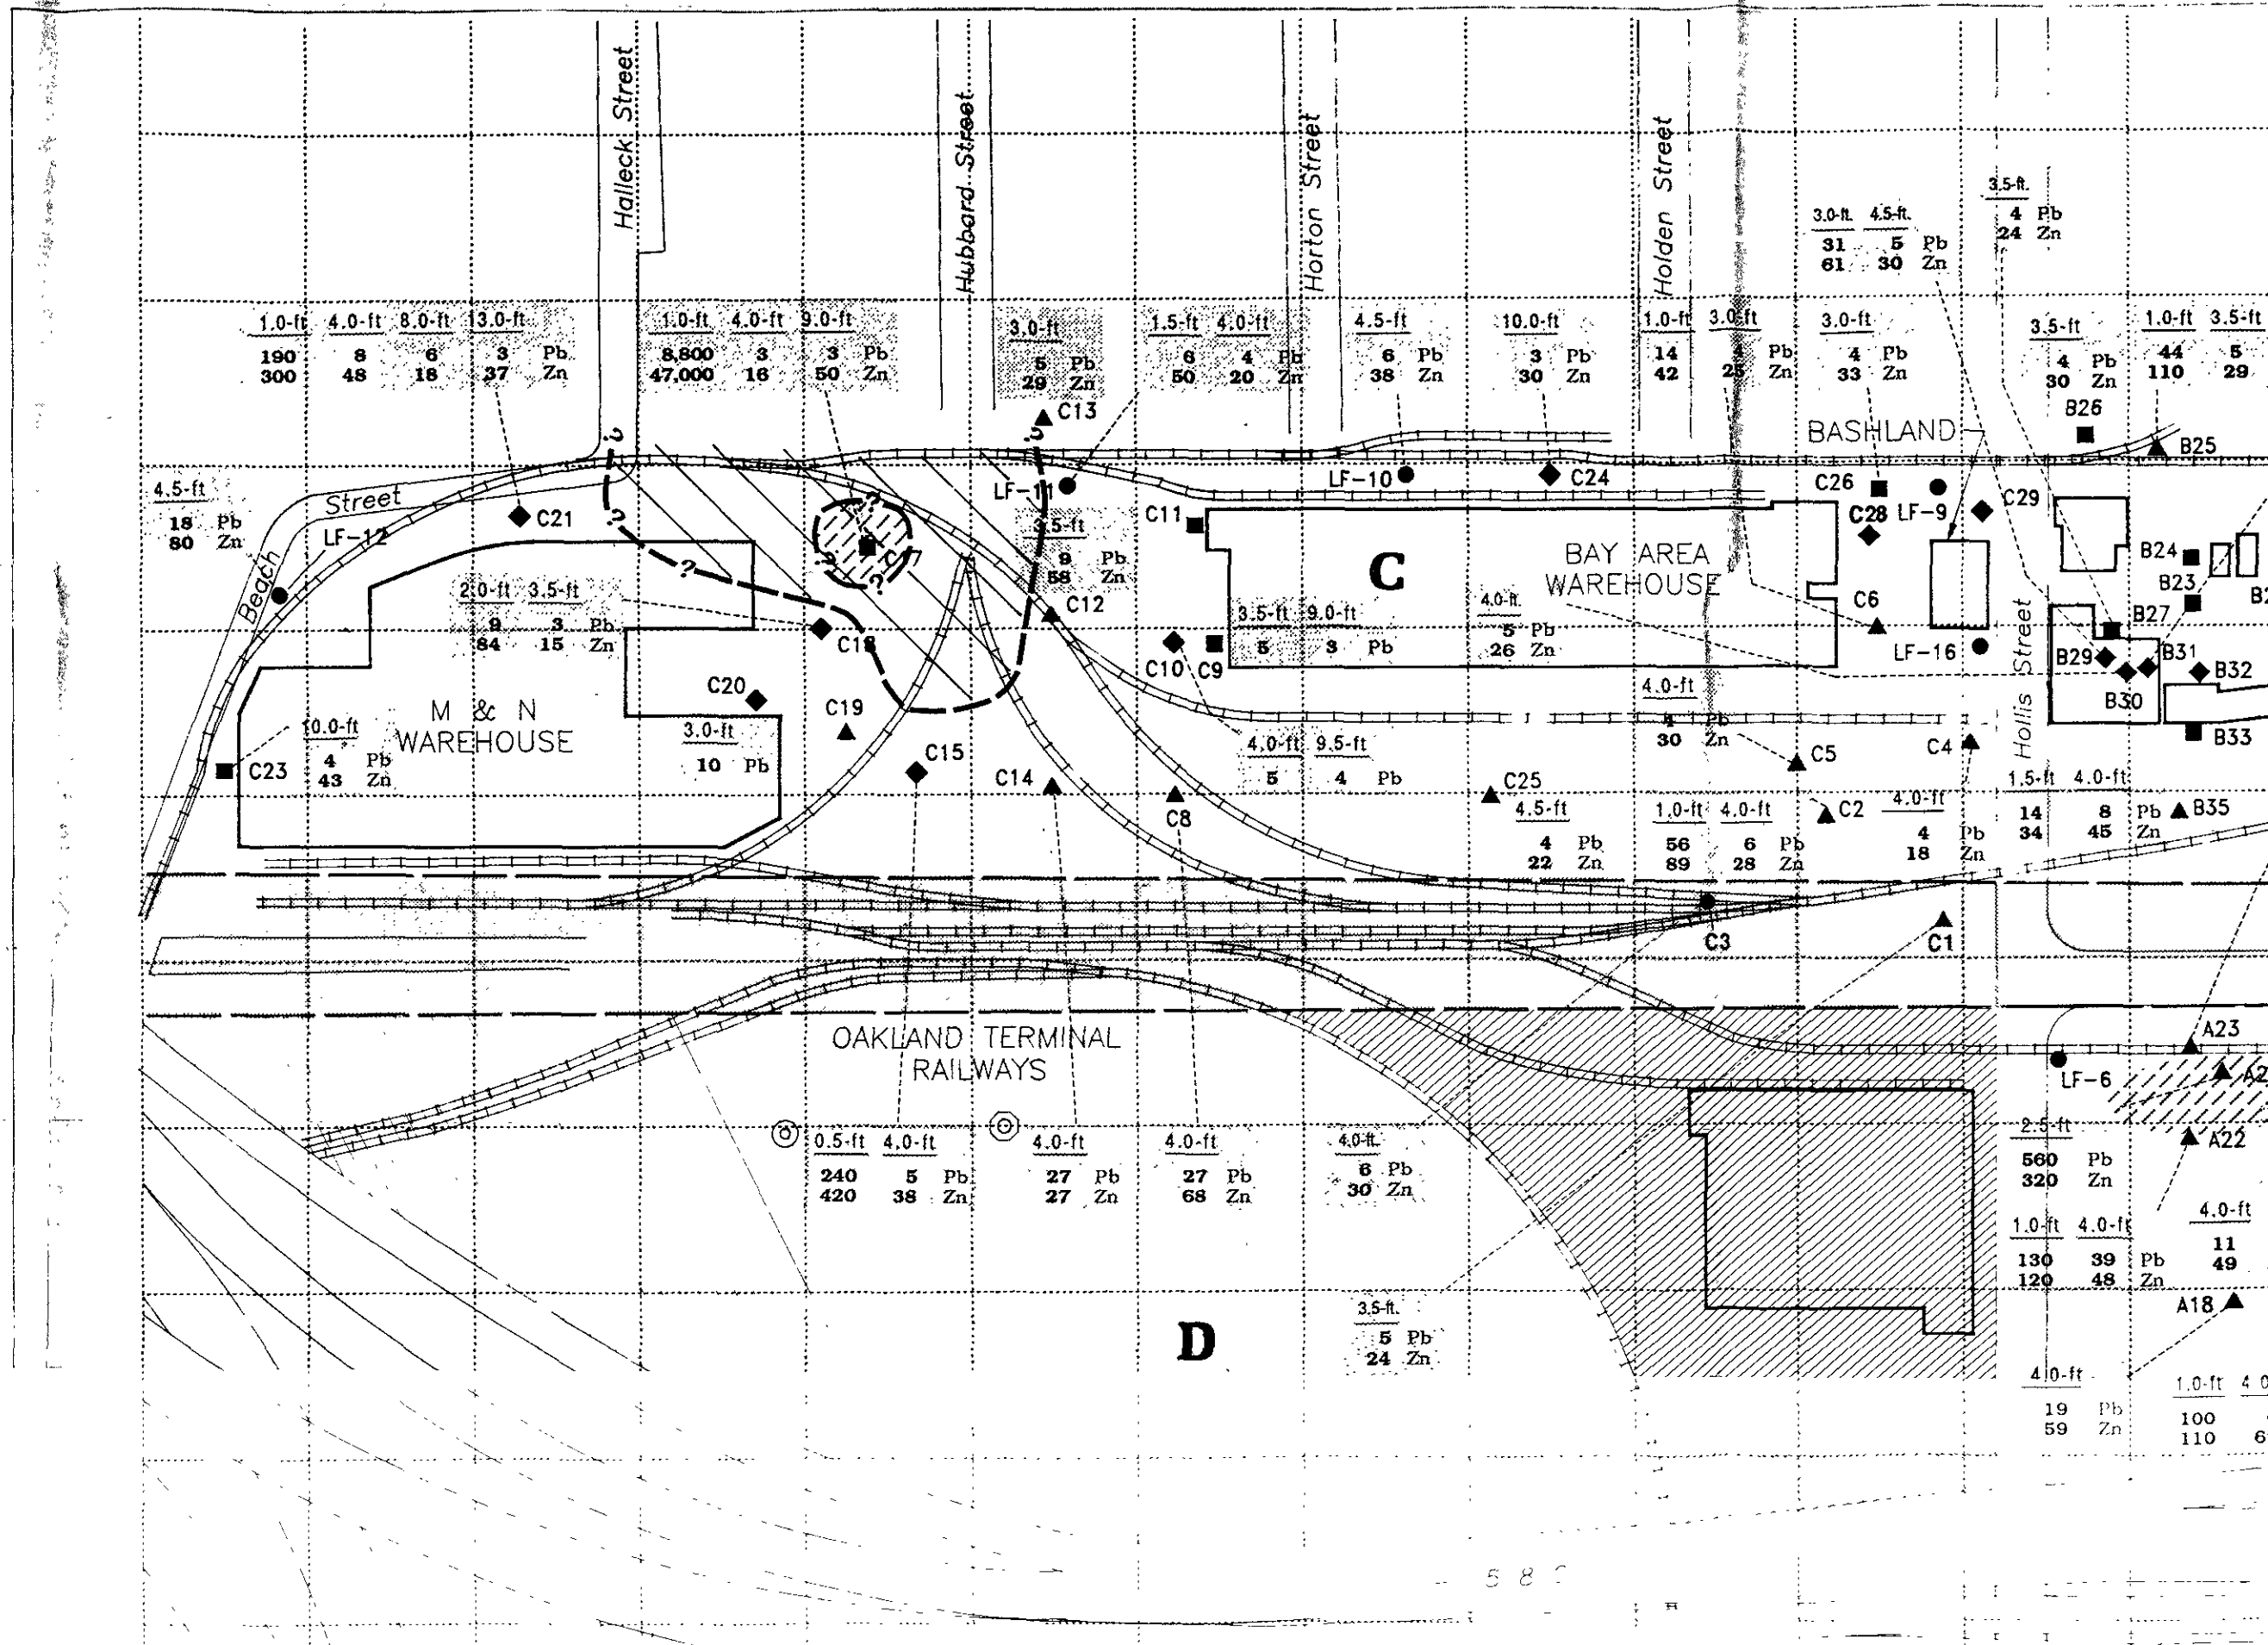 Halleck Street
Hubbard Street
Horton Street
Holden Street
3.5-ft.
4 Pb
24 Zn
3.0-ft. 4.5-ft.
31 5 Pb
61 30 Zn
1.0-ft 4.0-ft 8.0-ft 13.0-ft
190 8 6 3 Pb
300 48 18 37 Zn
1.0-ft 4.0-ft 9.0-ft
8,800 3 3 Pb
47,000 16 50 Zn
3.0-ft
5 Pb
29 Zn
1.5-ft 4.0-ft
6 4 Pb
50 20 Zn
4.5-ft
6 Pb
38 Zn
10.0-ft
3 Pb
30 Zn
1.0-ft 3.0-ft
14 4 Pb
42 25 Zn
3.0-ft
4 Pb
33 Zn
3.5-ft
4 Pb
30 Zn
1.0-ft 3.5-ft
44 5
110 29
C13
B26
B25
BASHLAND
4.5-ft
18 Pb
80 Zn
Beach Street
LF-12
C21
LF-11
LF-10
C24
C26
C28
LF-9
C29
C11
3.5-ft
9 Pb
58 Zn
C
BAY AREA
WAREHOUSE
B24
B23
B27
2.0-ft 3.5-ft
9 3 Pb
84 15 Zn
C18
C12
C10
C9
3.5-ft 9.0-ft
5 3 Pb
4.0-ft.
5 Pb
26 Zn
C6
LF-16
Hollis Street
B29
B30
B31
B32
B33
C20
C19
M & N
WAREHOUSE
3.0-ft
10 Pb
C23
10.0-ft
4 Pb
43 Zn
C15
C14
C8
4.0-ft 9.5-ft
5 4 Pb
C25
4.5-ft
4 Pb
22 Zn
4.0-ft
4 Pb
30 Zn
C5
C4
C2
1.0-ft 4.0-ft
56 6 Pb
89 28 Zn
4.0-ft
4 Pb
18 Zn
1.5-ft 4.0-ft
14 8 Pb
34 45 Zn
B35
C3
C1
OAKLAND TERMINAL
RAILWAYS
A23
LF-6
A22
0.5-ft 4.0-ft
240 5 Pb
420 38 Zn
4.0-ft
27 Pb
27 Zn
4.0-ft
27 Pb
68 Zn
4.0-ft.
6 Pb
30 Zn
2.5-ft
560 Pb
320 Zn
1.0-ft 4.0-ft
130 39 Pb
120 48 Zn
4.0-ft
11
49
A18
D
3.5-ft.
5 Pb
24 Zn
4.0-ft
19 Pb
59 Zn
1.0-ft
100
110